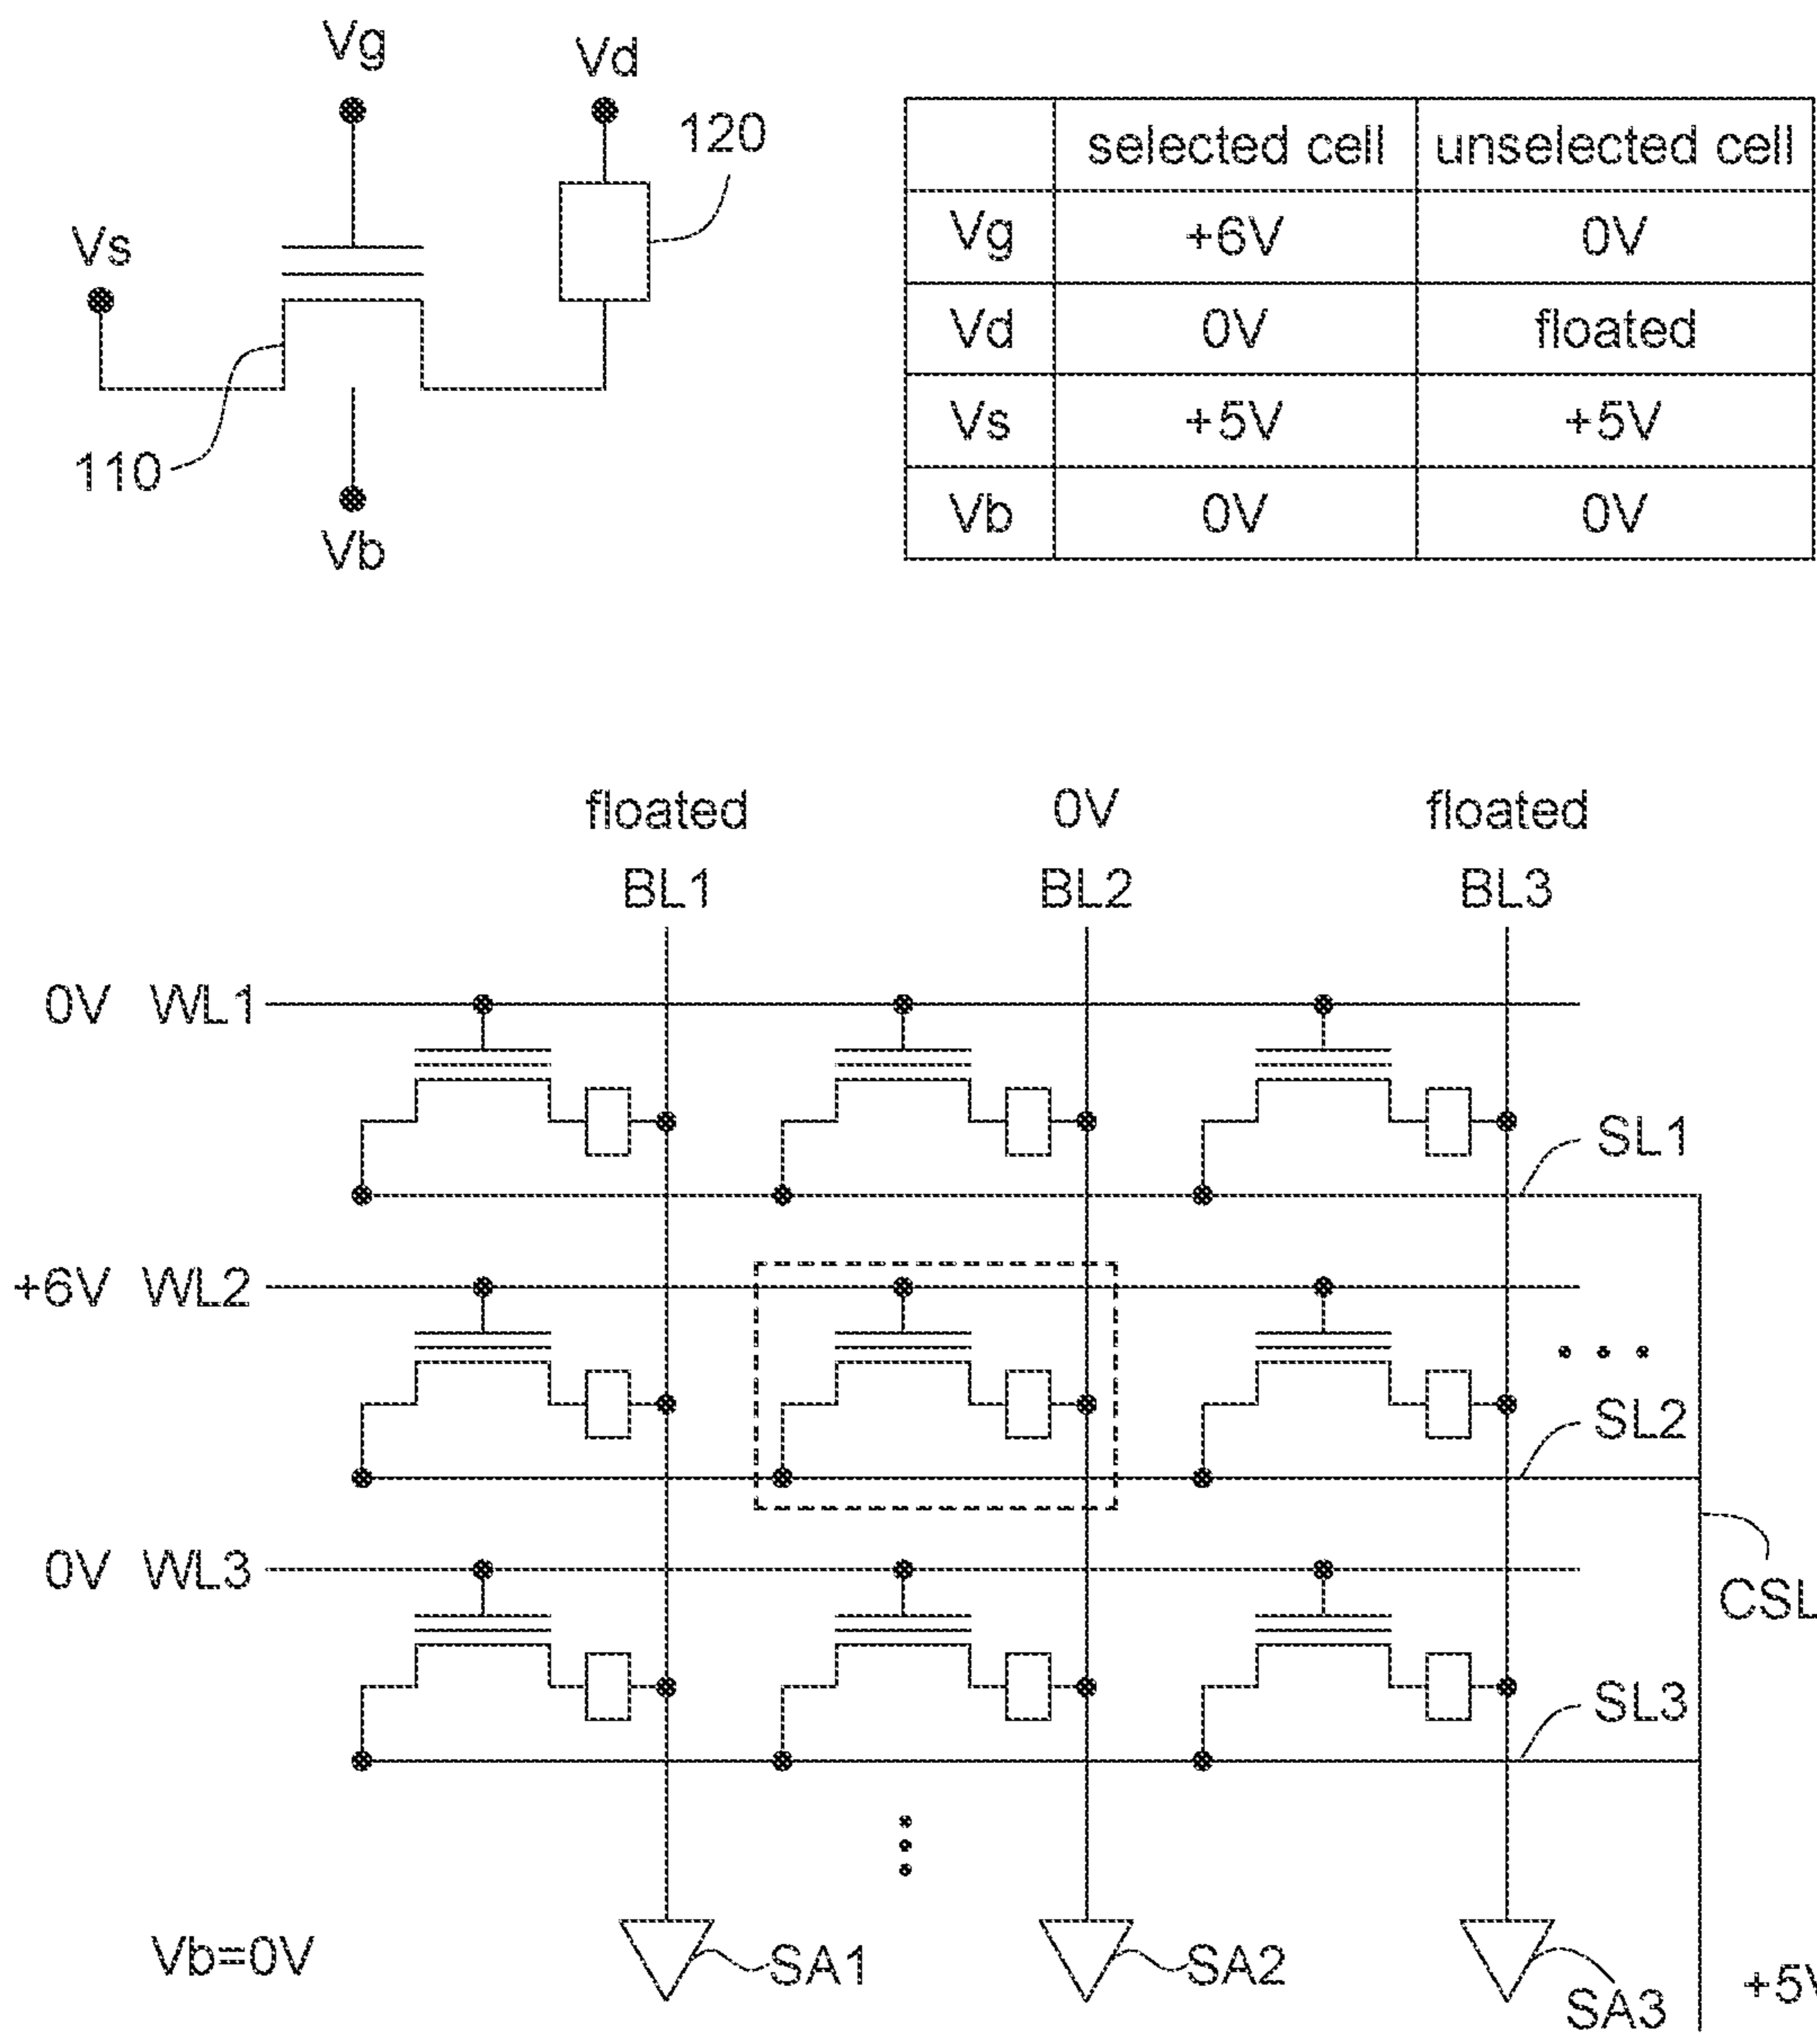 Vg
Vd
120
Vs
110
Vb
selected cell unselected cell
Vg +6V 0V
Vd 0V floated
Vs +5V +5V
Vb 0V 0V
floated 0V floated
BL1 BL2 BL3
0V WL1
SL1
+6V WL2
SL2
0V WL3
CSL
SL3
Vb=0V
SA1
SA2
SA3
+5V